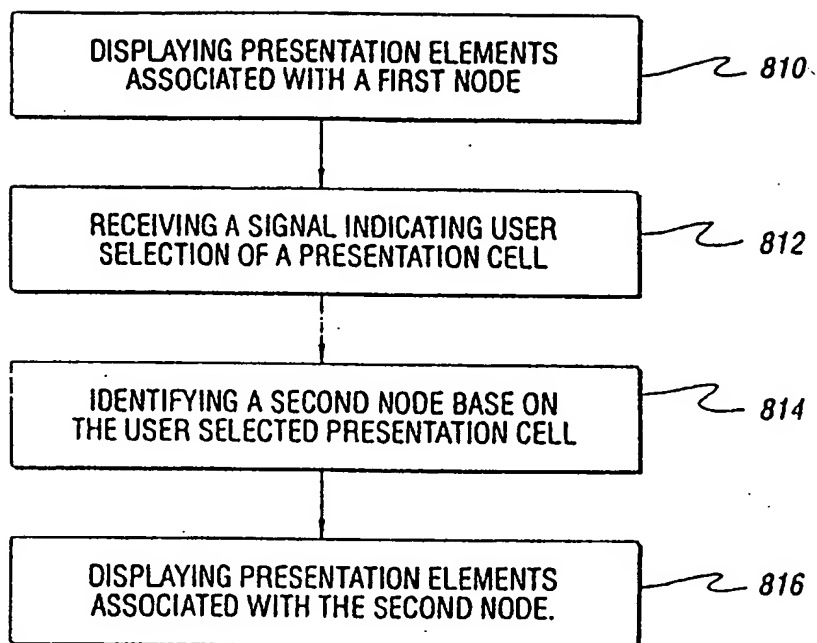 DISPLAYING PRESENTATION ELEMENTS
ASSOCIATED WITH A FIRST NODE
810
RECEIVING A SIGNAL INDICATING USER
SELECTION OF A PRESENTATION CELL
812
IDENTIFYING A SECOND NODE BASE ON
THE USER SELECTED PRESENTATION CELL
814
DISPLAYING PRESENTATION ELEMENTS
ASSOCIATED WITH THE SECOND NODE.
816